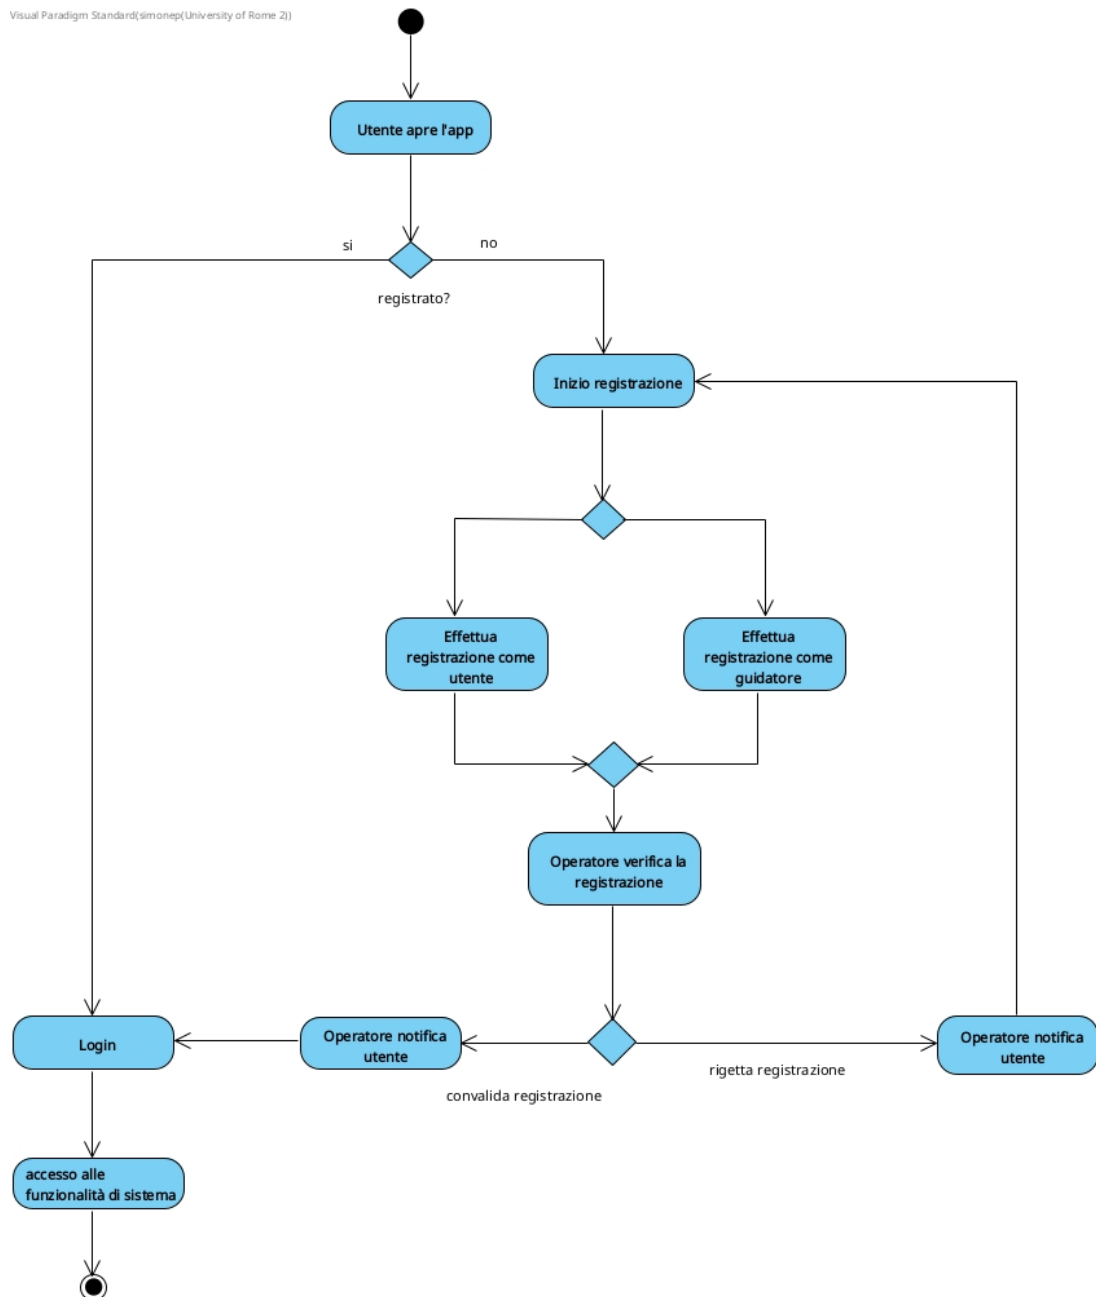 Visual Paradigm Standard(simonep(University of Rome 2))
Utente apre l'app
si
no
registrato?
Inizio registrazione
Effettua
registrazione come
utente
Effettua
registrazione come
guidatore
Operatore verifica la
registrazione
Login
Operatore notifica
utente
Operatore notifica
utente
rigetta registrazione
convalida registrazione
accesso alle
funzionalità di sistema